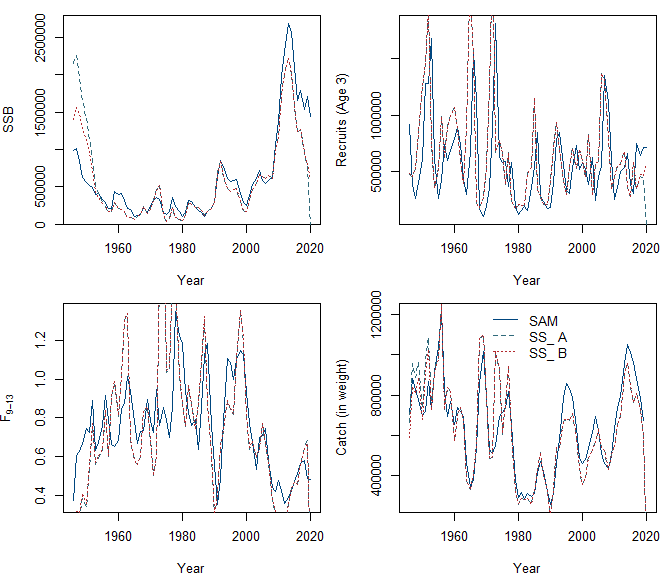 SSB
0 500000 1500000 2500000
1960 1980 2000 2020
Year
Recruits (Age 3)
500000 1000000
1960 1980 2000 2020
Year
F9−13
0.4 0.6 0.8 1.0 1.2
1960 1980 2000 2020
Year
Catch (in weight)
400000 800000 1200000
1960 1980 2000 2020
Year
SAM
SS_ A
SS_ B